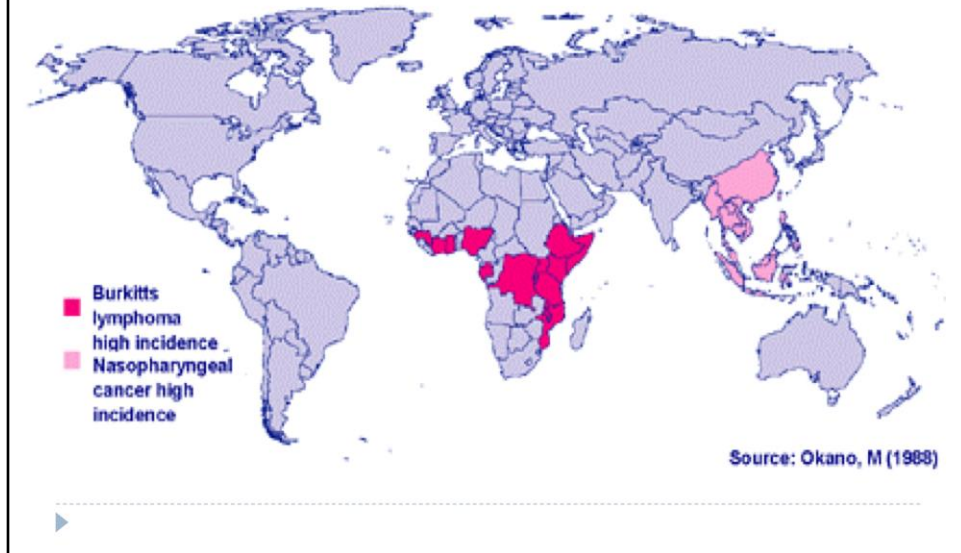 Burkitts
lymphoma
high incidence
Nasopharyngeal
cancer high
incidence
Source: Okano, M (1988)